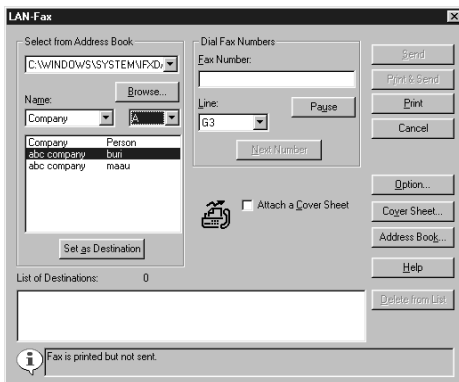 LAN-Fax
Select from Address Book
C:\WINDOWS\SYSTEM\IFXD/
Browse...
Name:
Company
A
Company Person
abc company buri
abc company maau
Set as Destination
Dial Fax Numbers
Fax Number:
Line:
G3
Pause
Next Number
Attach a Cover Sheet
Send
Print & Send
Print
Cancel
Option...
Cover Sheet...
Address Book...
Help
Delete from List
List of Destinations: 0
Fax is printed but not sent.